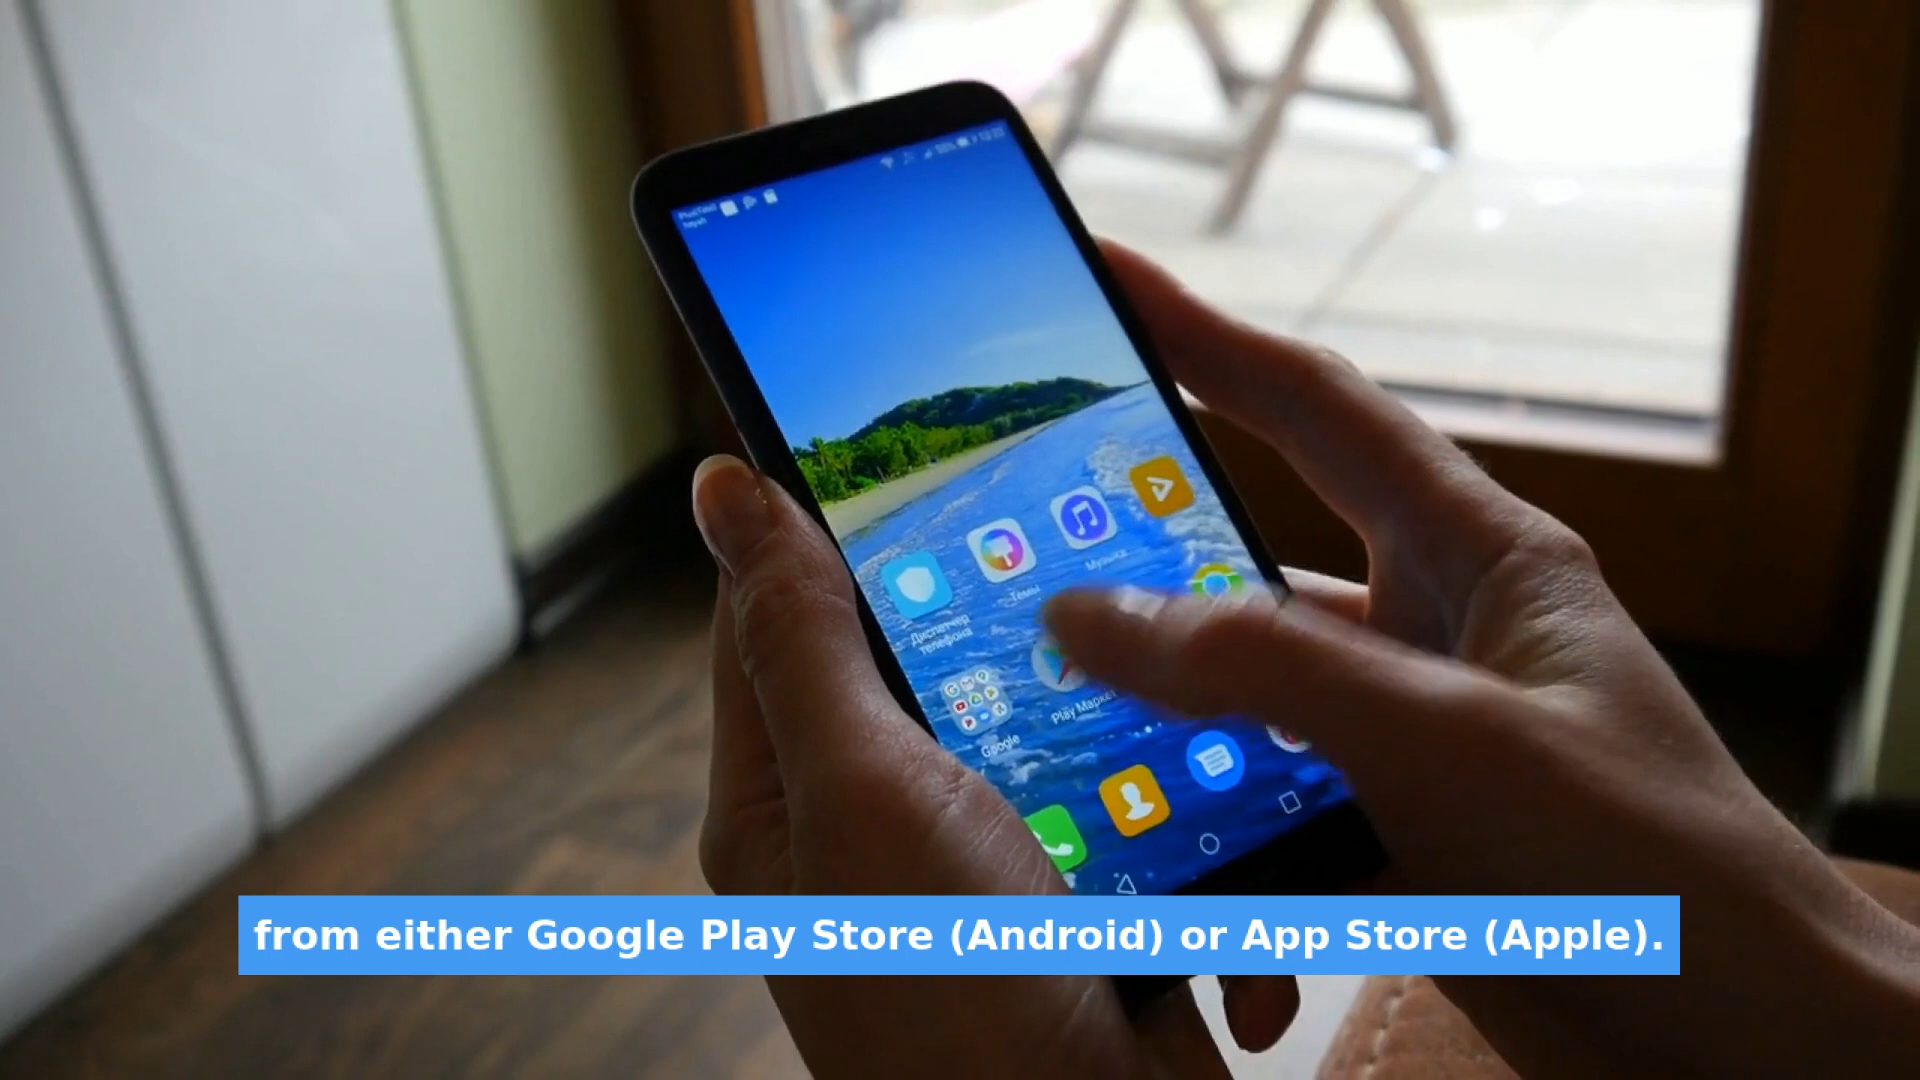 Музыка
Темы
Диспетчер
телефона
Play Маркет
Google
from either Google Play Store (Android) or App Store (Apple).